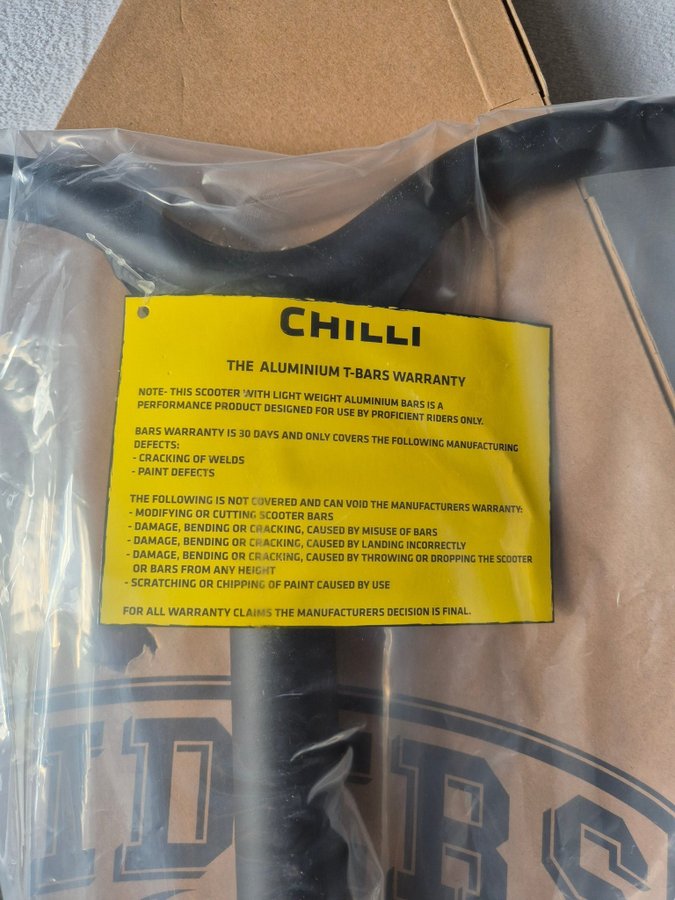 CHILLI
THE ALUMINIUM T-BARS WARRANTY
NOTE- THIS SCOOTER WITH LIGHT WEIGHT ALUMINIUM BARS IS A
PERFORMANCE PRODUCT DESIGNED FOR USE BY PROFICIENT RIDERS ONLY.
BARS WARRANTY IS 30 DAYS AND ONLY COVERS THE FOLLOWING MANUFACTURING
DEFECTS:
- CRACKING OF WELDS
- PAINT DEFECTS
THE FOLLOWING IS NOT COVERED AND CAN VOID THE MANUFACTURERS WARRANTY:
- MODIFYING OR CUTTING SCOOTER BARS
- DAMAGE, BENDING OR CRACKING, CAUSED BY MISUSE OF BARS
- DAMAGE, BENDING OR CRACKING, CAUSED BY LANDING INCORRECTLY
- DAMAGE, BENDING OR CRACKING, CAUSED BY THROWING OR DROPPING THE SCOOTER
OR BARS FROM ANY HEIGHT
- SCRATCHING OR CHIPPING OF PAINT CAUSED BY USE
FOR ALL WARRANTY CLAIMS THE MANUFACTURERS DECISION IS FINAL.